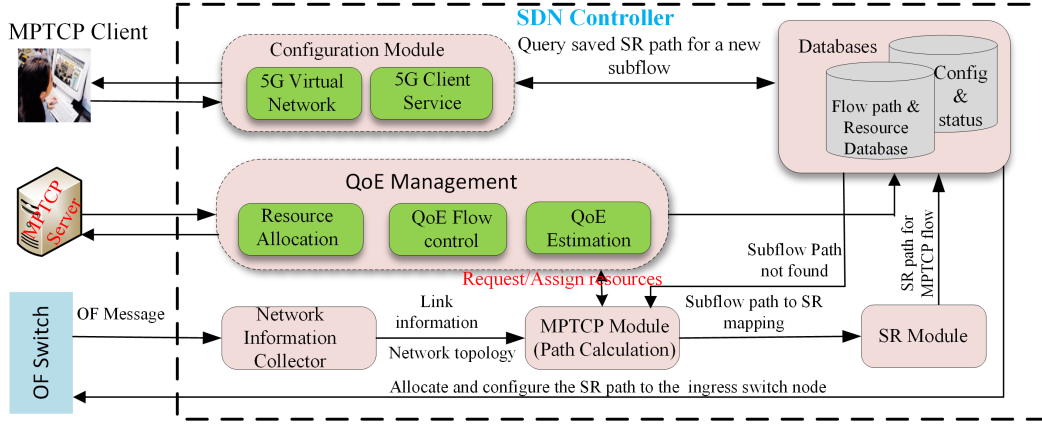 SDN Controller
MPTCP Client
Configuration Module
5G Virtual
Network
5G Client
Service
Query saved SR path for a new
subflow
Databases
Config
&
status
Flow path &
Resource
Database
MPTCP
Server
QoE Management
Resource
Allocation
QoE Flow
control
QoE
Estimation
Request/Assign resources
Subflow Path
not found
SR path for
MPTCP flow
OF Switch
OF Message
Network
Information
Collector
Link
information
Network topology
MPTCP Module
(Path Calculation)
Subflow path to SR
mapping
SR Module
Allocate and configure the SR path to the ingress switch node